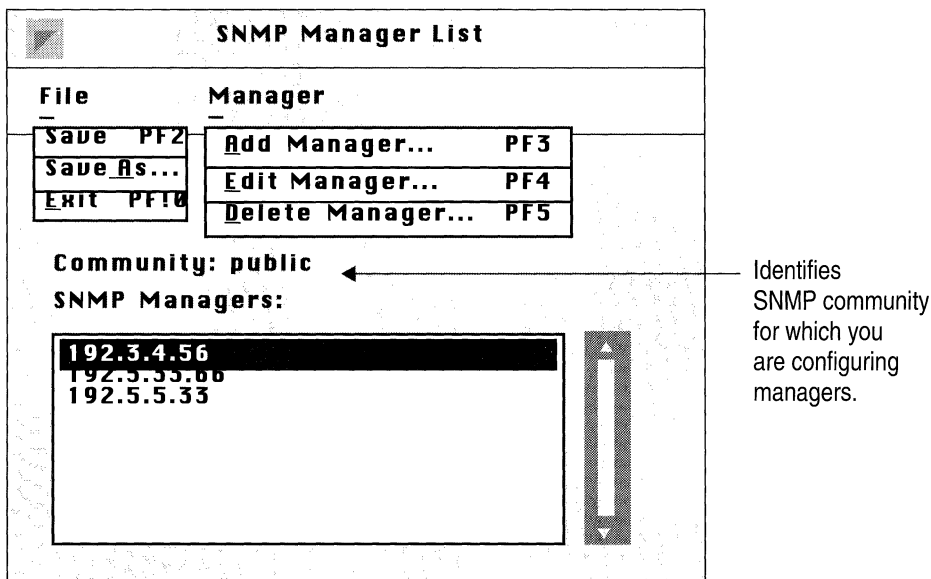 SNMP Manager List
File Manager
Save PF2
Save As...
Exit PF!0
Add Manager... PF3
Edit Manager... PF4
Delete Manager... PF5
Community: public
SNMP Managers:
192.3.4.56
192.5.5.33
Identifies
SNMP community
for which you
are configuring
managers.